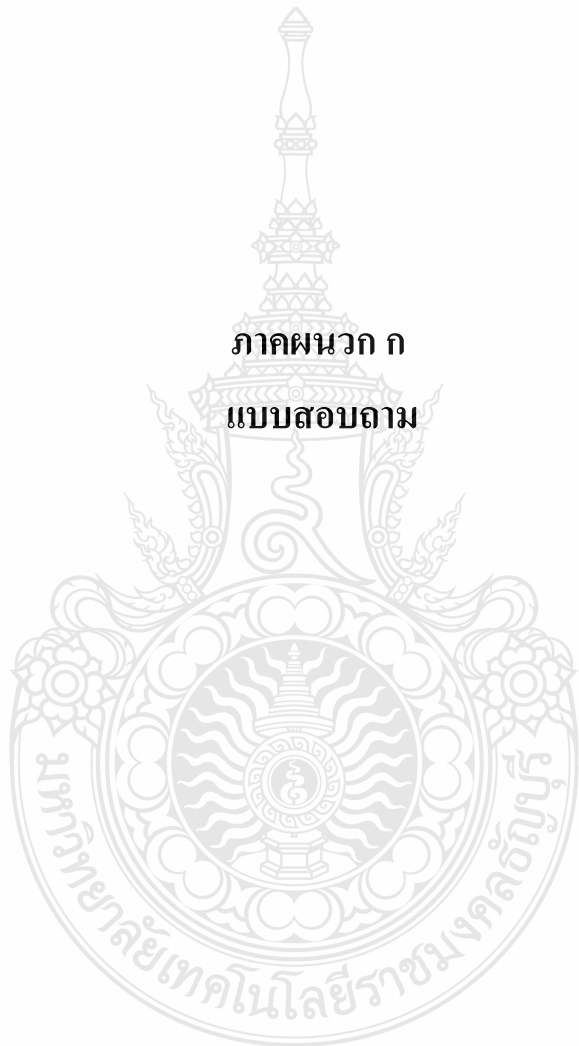 ภาคผนวก ก
แบบสอบถาม
มหาวิทยาลัยเทคโนโลยีราชมงคลธัญบุรี